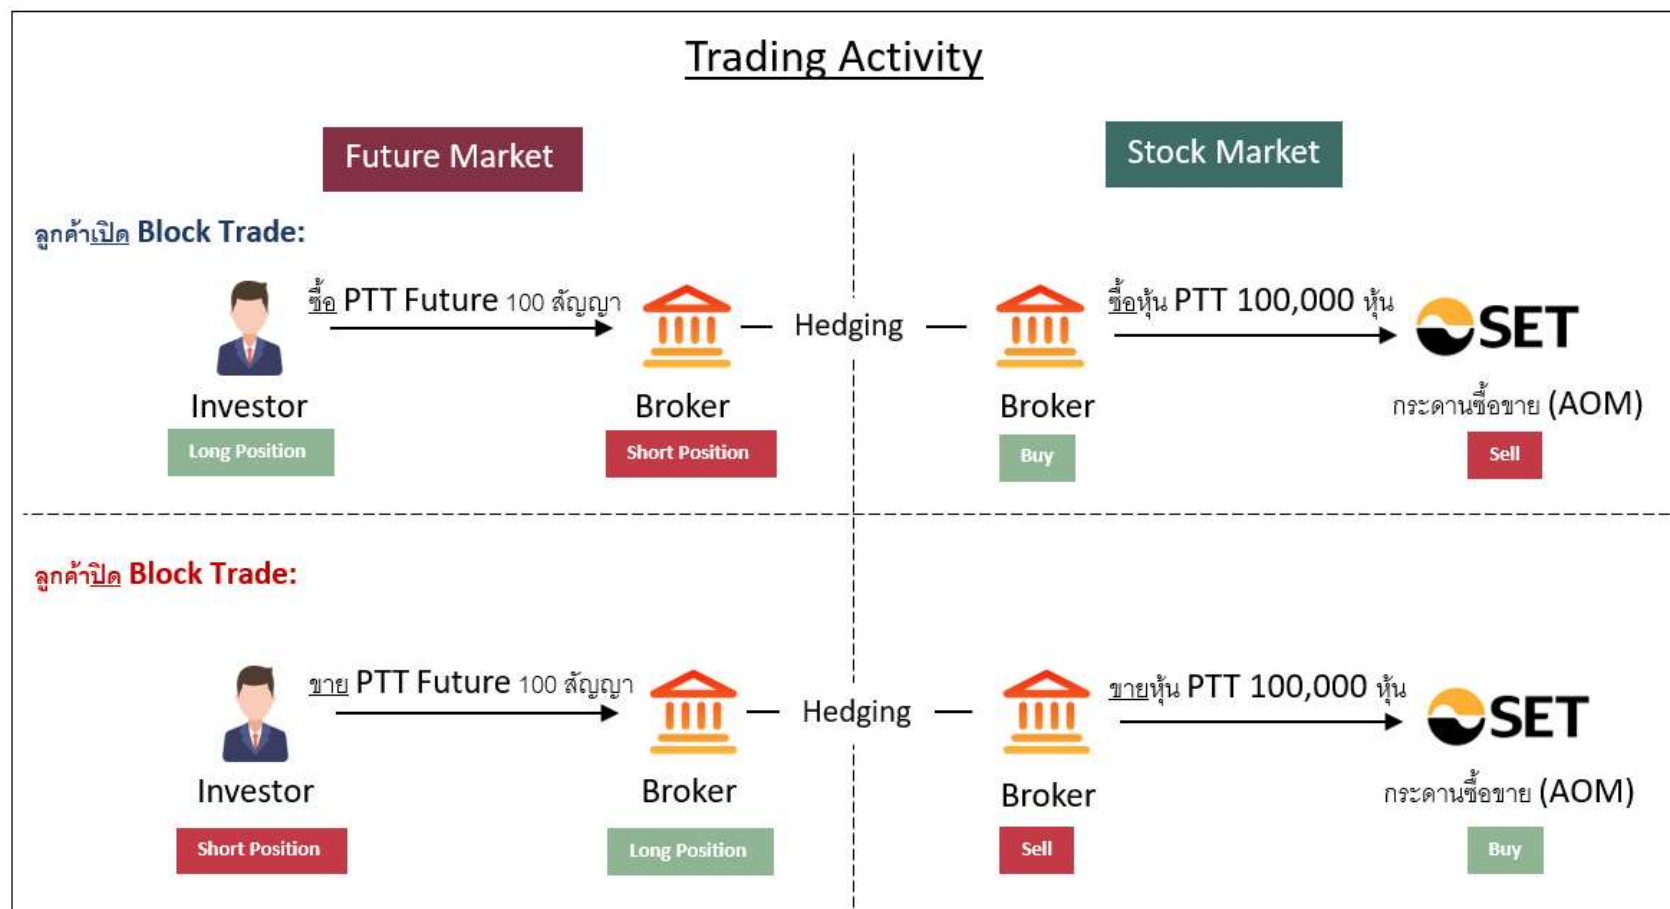 Trading Activity
Future Market
Stock Market
ลูกค้าเปิด Block Trade:
ซื้อ PTT Future 100 สัญญา
Hedging
ซื้อหุ้น PTT 100,000 หุ้น
SET
Investor
Broker
Broker
กระดานซื้อขาย (AOM)
Long Position
Short Position
Buy
Sell
ลูกค้าปิด Block Trade:
ขาย PTT Future 100 สัญญา
Hedging
ขายหุ้น PTT 100,000 หุ้น
SET
Investor
Broker
Broker
กระดานซื้อขาย (AOM)
Short Position
Long Position
Sell
Buy